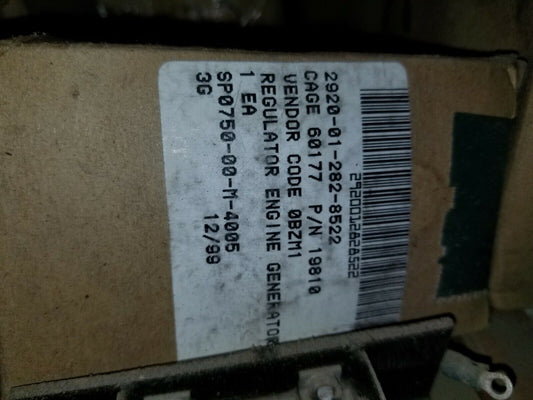 2920012828522
2920-01-282-8522
CAGE 60177 P/N 19810
VENDOR CODE 0BZM1
REGULATOR ENGINE GENERATOR
1 EA
SP0750-00-M-4005
3G 12/99